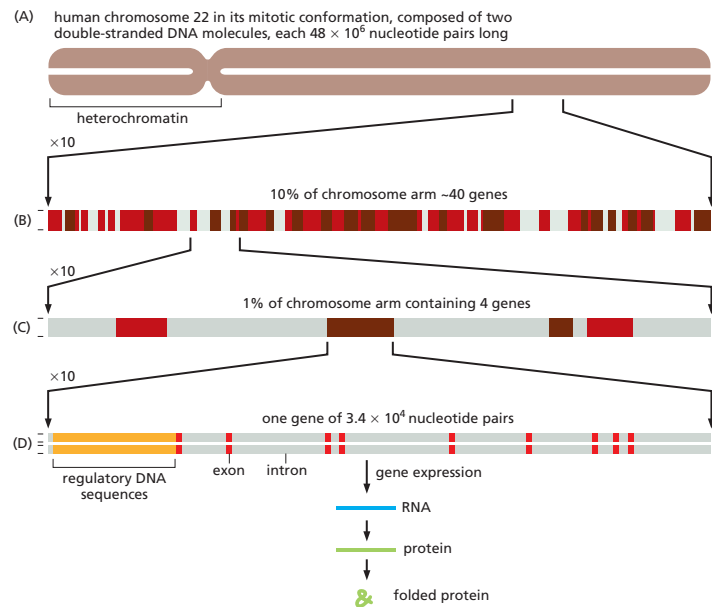 (A) human chromosome 22 in its mitotic conformation, composed of two
double-stranded DNA molecules, each 48 × 10⁶ nucleotide pairs long
heterochromatin
×10
10% of chromosome arm ~40 genes
(B)
×10
1% of chromosome arm containing 4 genes
(C)
×10
one gene of 3.4 × 10⁴ nucleotide pairs
(D)
regulatory DNA
sequences
exon
intron
gene expression
RNA
protein
folded protein